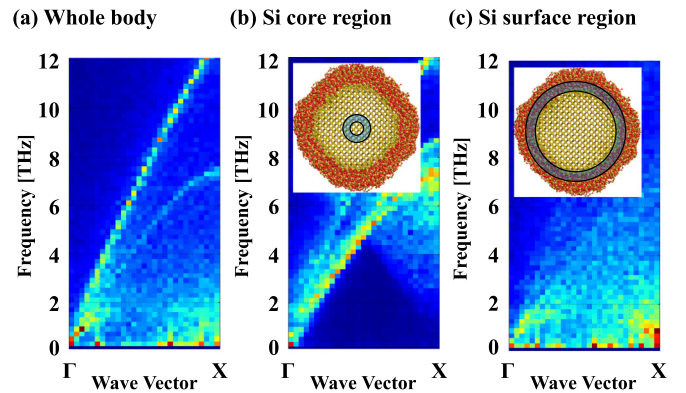 (a) Whole body
(b) Si core region
(c) Si surface region
Frequency [THz]
12
10
8
6
4
2
0
Γ
Wave Vector
X
Frequency [THz]
12
10
8
6
4
2
0
Γ
Wave Vector
X
Frequency [THz]
12
10
8
6
4
2
0
Γ
Wave Vector
X